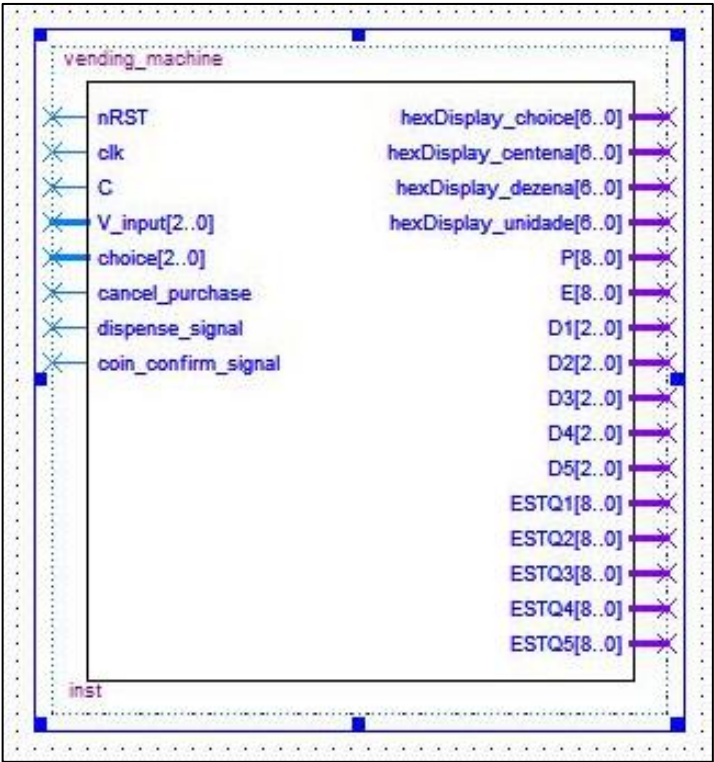 vending_machine
nRST
clk
C
V_input[2..0]
choice[2..0]
cancel_purchase
dispense_signal
coin_confirm_signal
hexDisplay_choice[6..0]
hexDisplay_centena[6..0]
hexDisplay_dezena[6..0]
hexDisplay_unidade[6..0]
P[8..0]
E[8..0]
D1[2..0]
D2[2..0]
D3[2..0]
D4[2..0]
D5[2..0]
ESTQ1[8..0]
ESTQ2[8..0]
ESTQ3[8..0]
ESTQ4[8..0]
ESTQ5[8..0]
inst